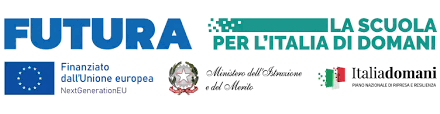 FUTURA
LA SCUOLA
PER L'ITALIA DI DOMANI
Finanziato
dall'Unione europea
NextGenerationEU
Ministero dell'Istruzione
e del Merito
Italiadomani
PIANO NAZIONALE DI RIPRESA E RESILIENZA